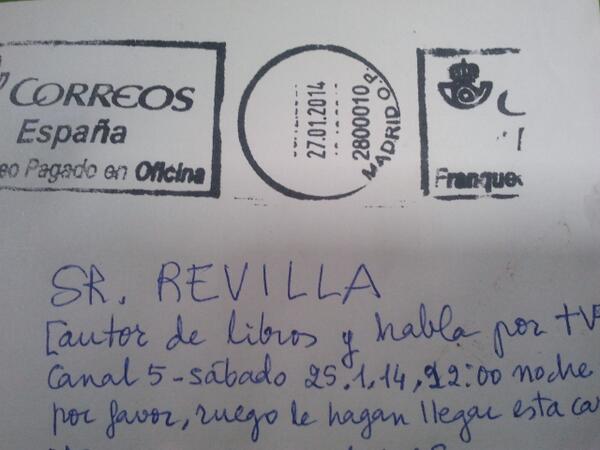 CORREOS
España
eo Pagado en Oficina
27.01.2014
2800010
MADRID O.P.
Franque
SR. REVILLA
[autor de libros y habla por TV
Canal 5 - sábado 25.1.14, 22:00 noche
por favor, ruego le hagan llegar esta ca